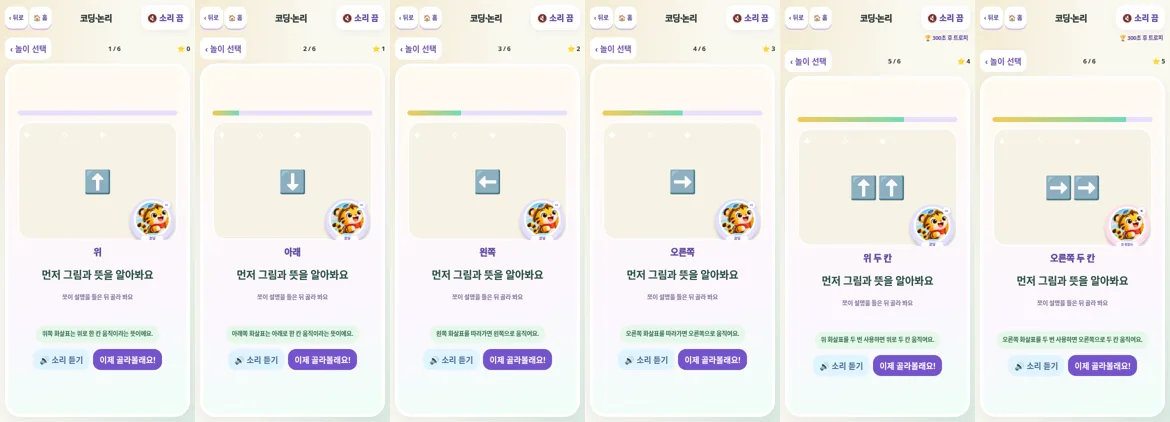 ‹ 뒤로 🏠 홈 코딩·논리 🔇 소리 끔
‹ 놀이 선택 1 / 6 ⭐ 0
위
먼저 그림과 뜻을 알아봐요
뜻이 설명을 들은 뒤 골라 봐요
위쪽 화살표는 위로 한 칸 움직이라는 뜻이에요.
🔊 소리 듣기 이제 골라볼래요!
‹ 뒤로 🏠 홈 코딩·논리 🔇 소리 끔
‹ 놀이 선택 2 / 6 ⭐ 1
아래
먼저 그림과 뜻을 알아봐요
뜻이 설명을 들은 뒤 골라 봐요
아래쪽 화살표는 아래로 한 칸 움직이라는 뜻이에요.
🔊 소리 듣기 이제 골라볼래요!
‹ 뒤로 🏠 홈 코딩·논리 🔇 소리 끔
‹ 놀이 선택 3 / 6 ⭐ 2
왼쪽
먼저 그림과 뜻을 알아봐요
뜻이 설명을 들은 뒤 골라 봐요
왼쪽 화살표를 따라가면 왼쪽으로 움직여요.
🔊 소리 듣기 이제 골라볼래요!
‹ 뒤로 🏠 홈 코딩·논리 🔇 소리 끔
‹ 놀이 선택 4 / 6 ⭐ 3
오른쪽
먼저 그림과 뜻을 알아봐요
뜻이 설명을 들은 뒤 골라 봐요
오른쪽 화살표를 따라가면 오른쪽으로 움직여요.
🔊 소리 듣기 이제 골라볼래요!
‹ 뒤로 🏠 홈 코딩·논리 🔇 소리 끔
🏆 300초 후 트로피
‹ 놀이 선택 5 / 6 ⭐ 4
위 두 칸
먼저 그림과 뜻을 알아봐요
뜻이 설명을 들은 뒤 골라 봐요
위 화살표를 두 번 사용하면 위로 두 칸 움직여요.
🔊 소리 듣기 이제 골라볼래요!
‹ 뒤로 🏠 홈 코딩·논리 🔇 소리 끔
🏆 300초 후 트로피
‹ 놀이 선택 6 / 6 ⭐ 5
오른쪽 두 칸
먼저 그림과 뜻을 알아봐요
뜻이 설명을 들은 뒤 골라 봐요
오른쪽 화살표를 두 번 사용하면 오른쪽으로 두 칸 움직여요.
🔊 소리 듣기 이제 골라볼래요!